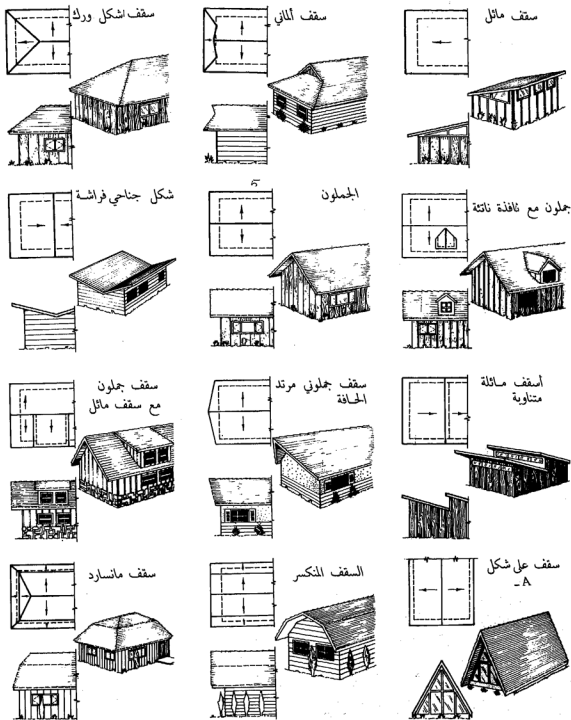 سقف مائل
سقف ألماني
سقف اشكل ورك
جملون مع نافذة ناتئة
الجملون
شكل جناحي فراشة
أسقف مائلة
متناوبة
سقف جملوني مرتد
الحافة
سقف جملون
مع سقف مائل
سقف على شكل
A-
السقف المنكسر
سقف مانسارد